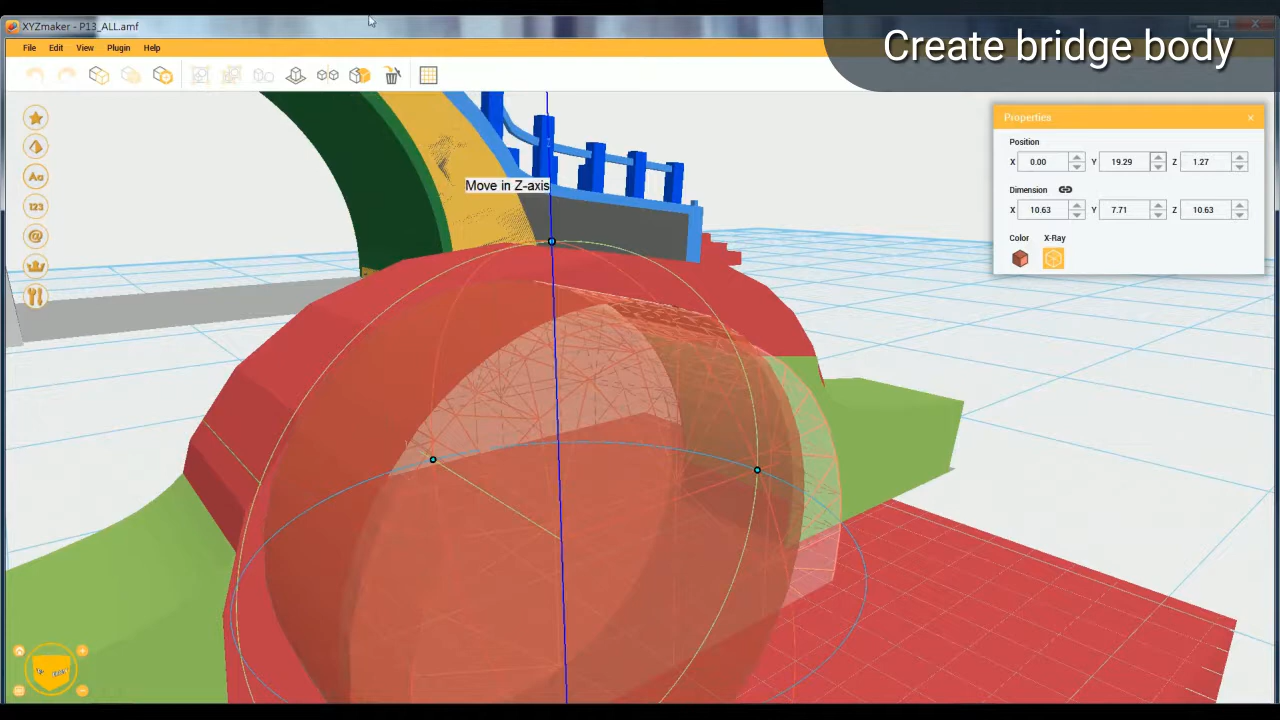 XYZmaker - P13_ALL.amf
Create bridge body
File Edit View Plugin Help
Aa
123
@
Move in Z-axis
Properties
Position
X 0.00 Y 19.29 Z 1.27
Dimension
X 10.63 Y 7.71 Z 10.63
Color X-Ray